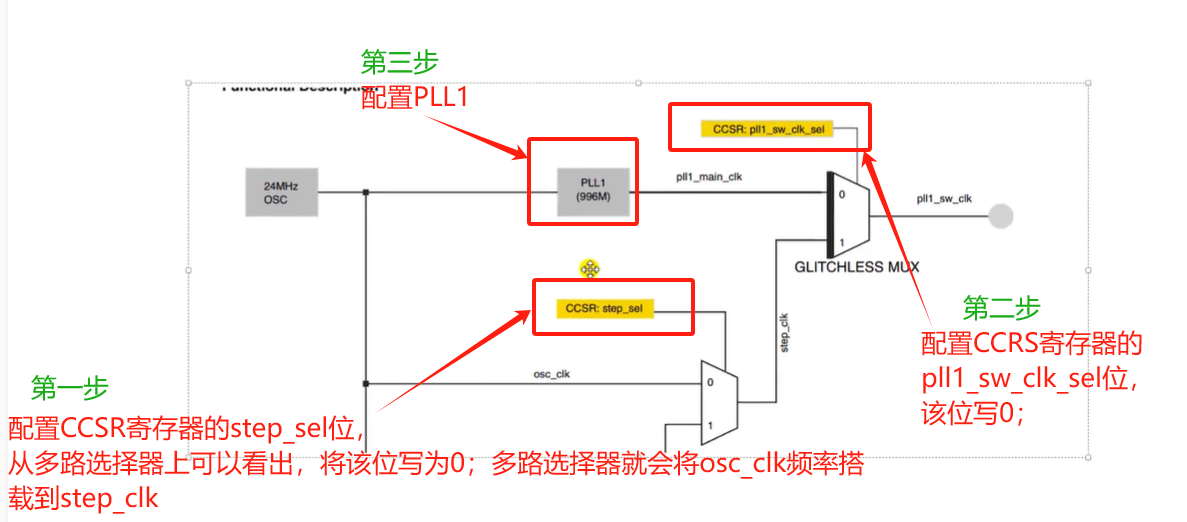 第三步
配置PLL1
Functional Description
CCSR: pll1_sw_clk_sel
24MHz
OSC
PLL1
(996M)
pll1_main_clk
0
1
pll1_sw_clk
GLITCHLESS MUX
CCSR: step_sel
step_clk
第二步
配置CCRS寄存器的
pll1_sw_clk_sel位，
该位写0；
osc_clk
0
1
第一步
配置CCSR寄存器的step_sel位，
从多路选择器上可以看出，将该位写为0；多路选择器就会将osc_clk频率搭
载到step_clk